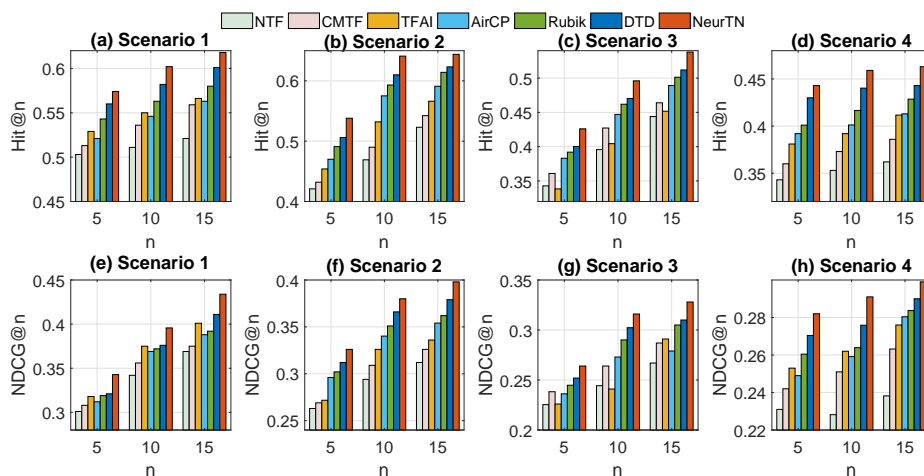 NTF CMTF TFAI AirCP Rubik DTD NeurTN
(a) Scenario 1
Hit@n
0.6
0.55
0.5
0.45
5 10 15
n
(b) Scenario 2
Hit@n
0.6
0.5
0.4
5 10 15
n
(c) Scenario 3
Hit@n
0.5
0.45
0.4
0.35
5 10 15
n
(d) Scenario 4
Hit@n
0.45
0.4
0.35
5 10 15
n
(e) Scenario 1
NDCG@n
0.45
0.4
0.35
0.3
5 10 15
n
(f) Scenario 2
NDCG@n
0.4
0.35
0.3
0.25
5 10 15
n
(g) Scenario 3
NDCG@n
0.35
0.3
0.25
0.2
5 10 15
n
(h) Scenario 4
NDCG@n
0.28
0.26
0.24
0.22
5 10 15
n